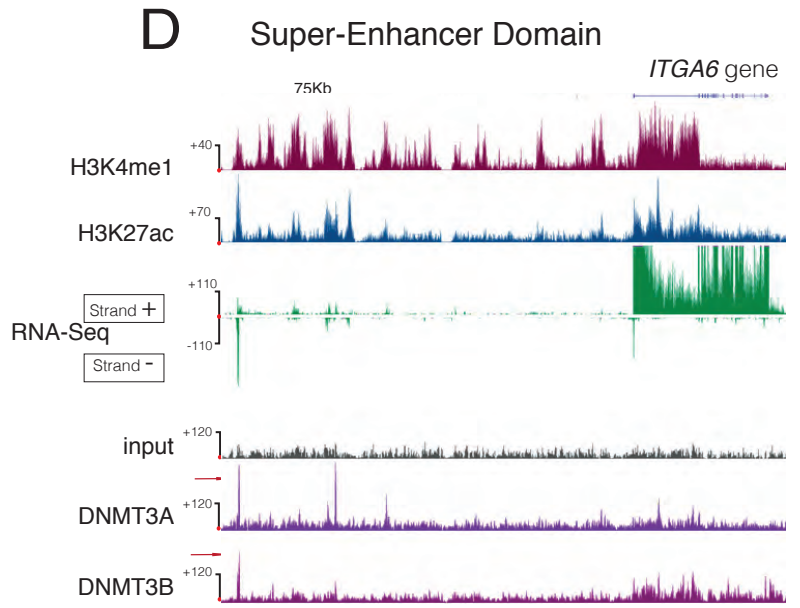 D
Super-Enhancer Domain
ITGA6 gene
75Kb
+40
H3K4me1
+70
H3K27ac
+110
Strand +
RNA-Seq
-110
Strand -
+120
input
+120
DNMT3A
+120
DNMT3B